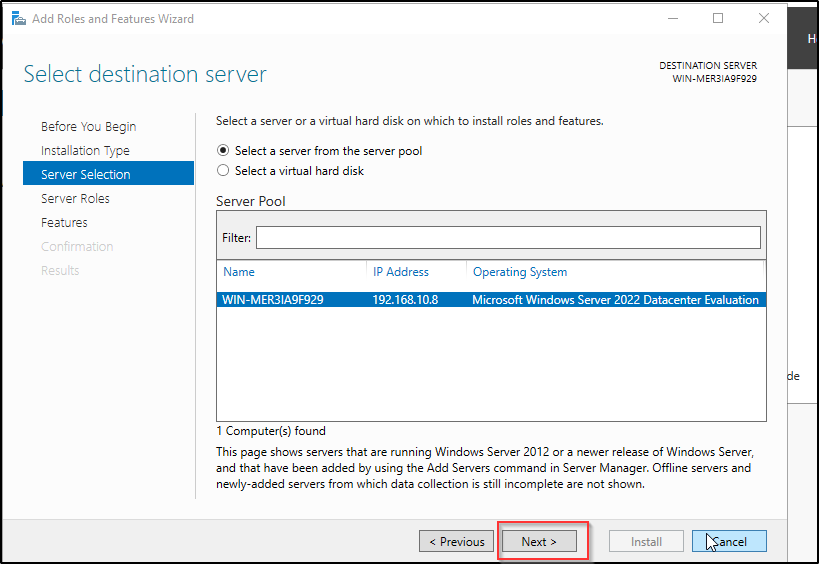 Add Roles and Features Wizard
Select destination server
DESTINATION SERVER
WIN-MER3IA9F929
Before You Begin
Installation Type
Server Selection
Server Roles
Features
Confirmation
Results
Select a server or a virtual hard disk on which to install roles and features.
Select a server from the server pool
Select a virtual hard disk
Server Pool
Filter:
Name IP Address Operating System
WIN-MER3IA9F929 192.168.10.8 Microsoft Windows Server 2022 Datacenter Evaluation
1 Computer(s) found
This page shows servers that are running Windows Server 2012 or a newer release of Windows Server,
and that have been added by using the Add Servers command in Server Manager. Offline servers and
newly-added servers from which data collection is still incomplete are not shown.
< Previous Next > Install Cancel
de